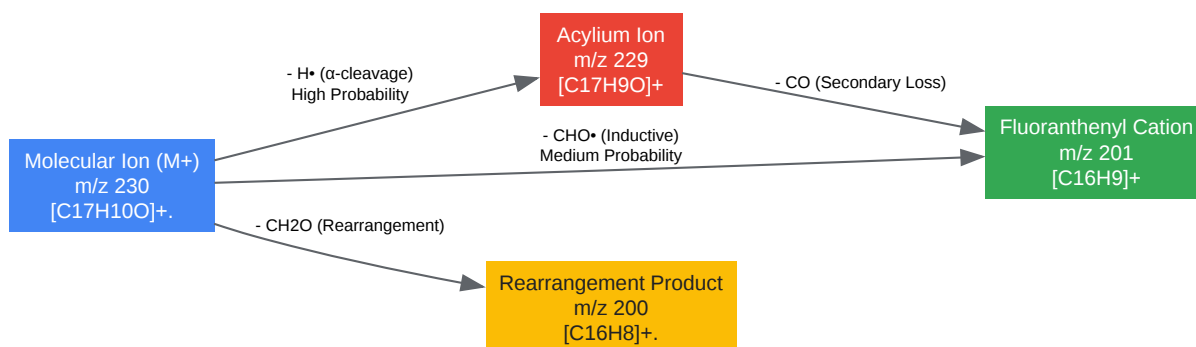 Acylium Ion
m/z 229
[C17H9O]+
- H• (α-cleavage)
High Probability
- CO (Secondary Loss)
- CHO• (Inductive)
Medium Probability
Fluoranthenyl Cation
m/z 201
[C16H9]+
Molecular Ion (M+)
m/z 230
[C17H10O]+.
- CH2O (Rearrangement)
Rearrangement Product
m/z 200
[C16H8]+.